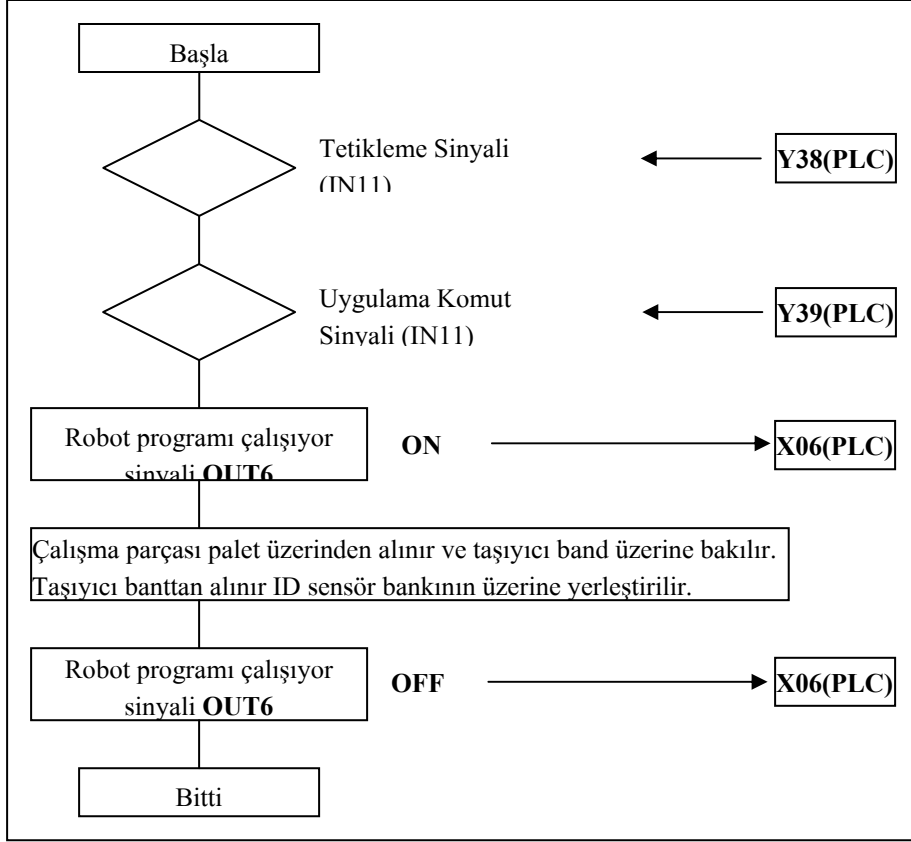 Başla
Tetikleme Sinyali
(IN11)
Y38(PLC)
Uygulama Komut
Sinyali (IN11)
Y39(PLC)
Robot programı çalışıyor
sinyali OUT6
ON
X06(PLC)
Çalışma parçası palet üzerinden alınır ve taşıyıcı band üzerine bakılır.
Taşıyıcı banttan alınır ID sensör bankının üzerine yerleştirilir.
Robot programı çalışıyor
sinyali OUT6
OFF
X06(PLC)
Bitti